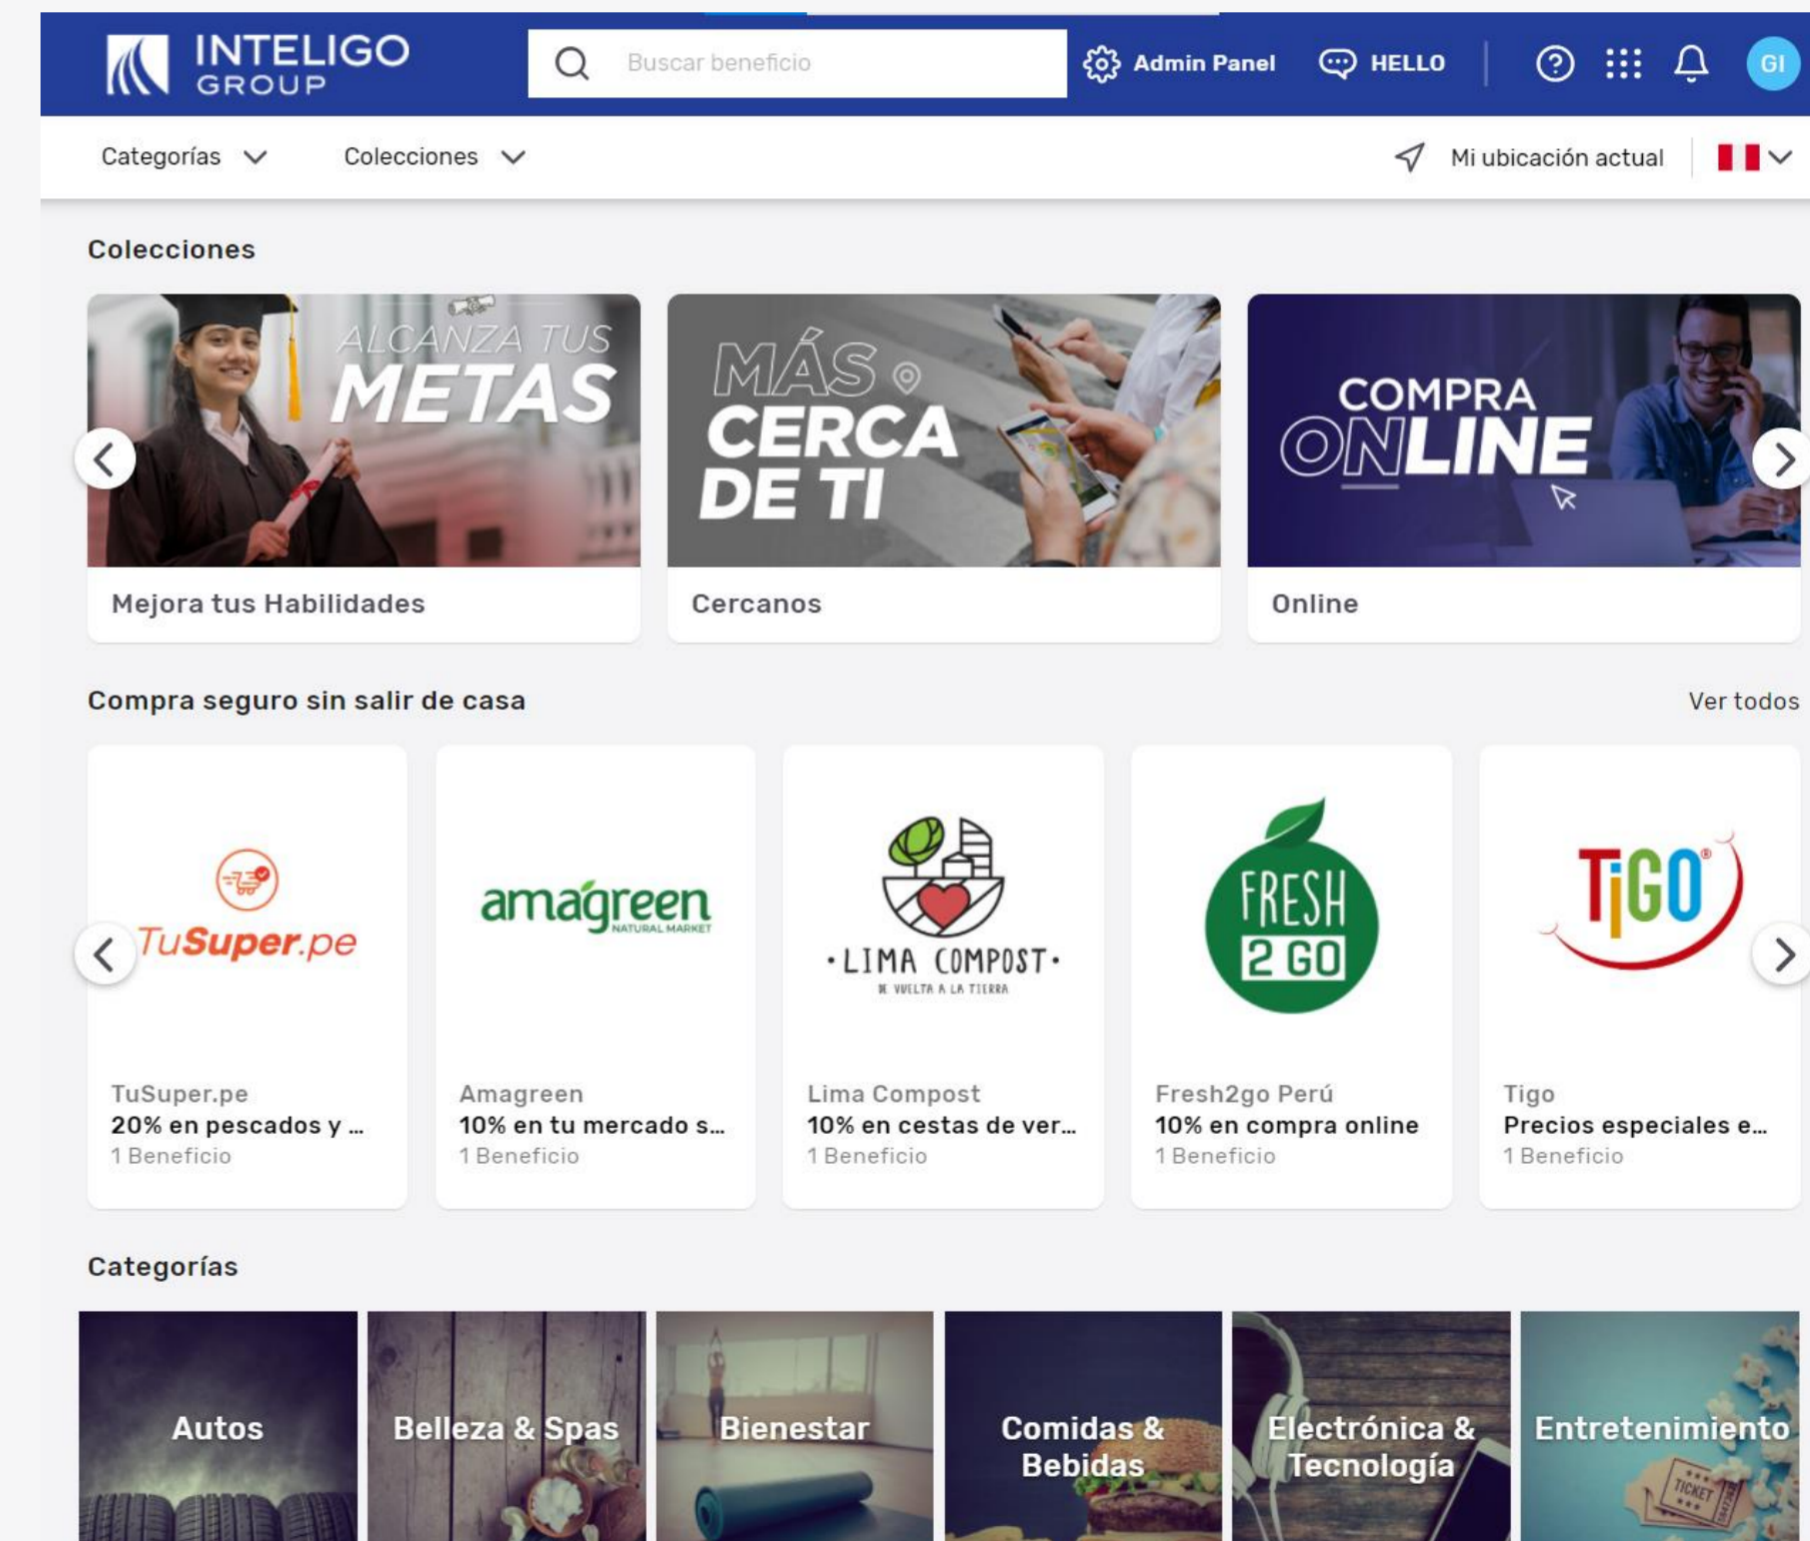 INTELIGO
GROUP
Buscar beneficio
Admin Panel
HELLO
GI
Categorías
Colecciones
Mi ubicación actual
Colecciones
ALCANZA TUS
METAS
MÁS
CERCA
DE TI
COMPRA
ONLINE
Mejora tus Habilidades
Cercanos
Online
Compra seguro sin salir de casa
Ver todos
TuSuper.pe
amagreen
NATURAL MARKET
·LIMA COMPOST·
DE VUELTA A LA TIERRA
FRESH
2 GO
TiGO®
TuSuper.pe
20% en pescados y ...
1 Beneficio
Amagreen
10% en tu mercado s...
1 Beneficio
Lima Compost
10% en cestas de ver...
1 Beneficio
Fresh2go Perú
10% en compra online
1 Beneficio
Tigo
Precios especiales e...
1 Beneficio
Categorías
Autos
Belleza & Spas
Bienestar
Comidas &
Bebidas
Electrónica &
Tecnología
Entretenimiento
TICKET